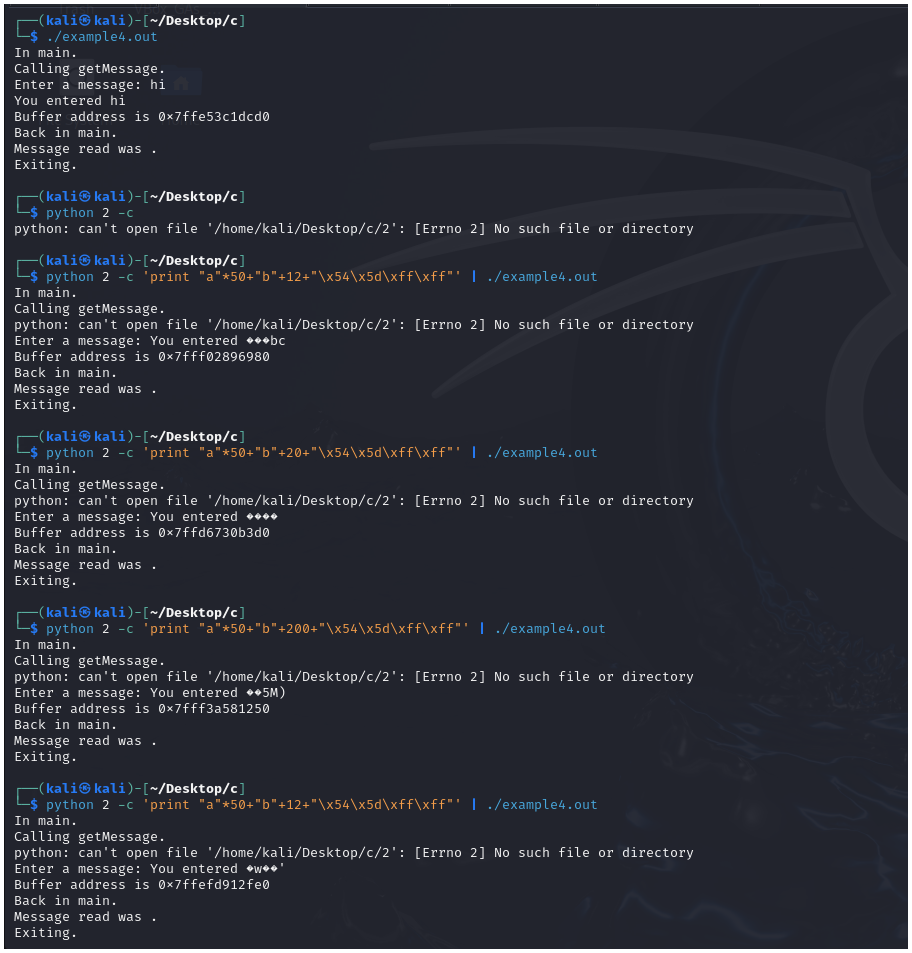 ┌──(kali㉿kali)-[~/Desktop/c]
└─$ ./example4.out
In main.
Calling getMessage.
Enter a message: hi
You entered hi
Buffer address is 0×7ffe53c1dcd0
Back in main.
Message read was .
Exiting.
┌──(kali㉿kali)-[~/Desktop/c]
└─$ python 2 -c
python: can't open file '/home/kali/Desktop/c/2': [Errno 2] No such file or directory
┌──(kali㉿kali)-[~/Desktop/c]
└─$ python 2 -c 'print "a"*50+"b"+12+"\x54\x5d\xff\xff"' | ./example4.out
In main.
Calling getMessage.
python: can't open file '/home/kali/Desktop/c/2': [Errno 2] No such file or directory
Enter a message: You entered ���bc
Buffer address is 0×7fff02896980
Back in main.
Message read was .
Exiting.
┌──(kali㉿kali)-[~/Desktop/c]
└─$ python 2 -c 'print "a"*50+"b"+20+"\x54\x5d\xff\xff"' | ./example4.out
In main.
Calling getMessage.
python: can't open file '/home/kali/Desktop/c/2': [Errno 2] No such file or directory
Enter a message: You entered ����
Buffer address is 0×7ffd6730b3d0
Back in main.
Message read was .
Exiting.
┌──(kali㉿kali)-[~/Desktop/c]
└─$ python 2 -c 'print "a"*50+"b"+200+"\x54\x5d\xff\xff"' | ./example4.out
In main.
Calling getMessage.
python: can't open file '/home/kali/Desktop/c/2': [Errno 2] No such file or directory
Enter a message: You entered ��5M)
Buffer address is 0×7fff3a581250
Back in main.
Message read was .
Exiting.
┌──(kali㉿kali)-[~/Desktop/c]
└─$ python 2 -c 'print "a"*50+"b"+12+"\x54\x5d\xff\xff"' | ./example4.out
In main.
Calling getMessage.
python: can't open file '/home/kali/Desktop/c/2': [Errno 2] No such file or directory
Enter a message: You entered �w��'
Buffer address is 0×7ffefd912fe0
Back in main.
Message read was .
Exiting.